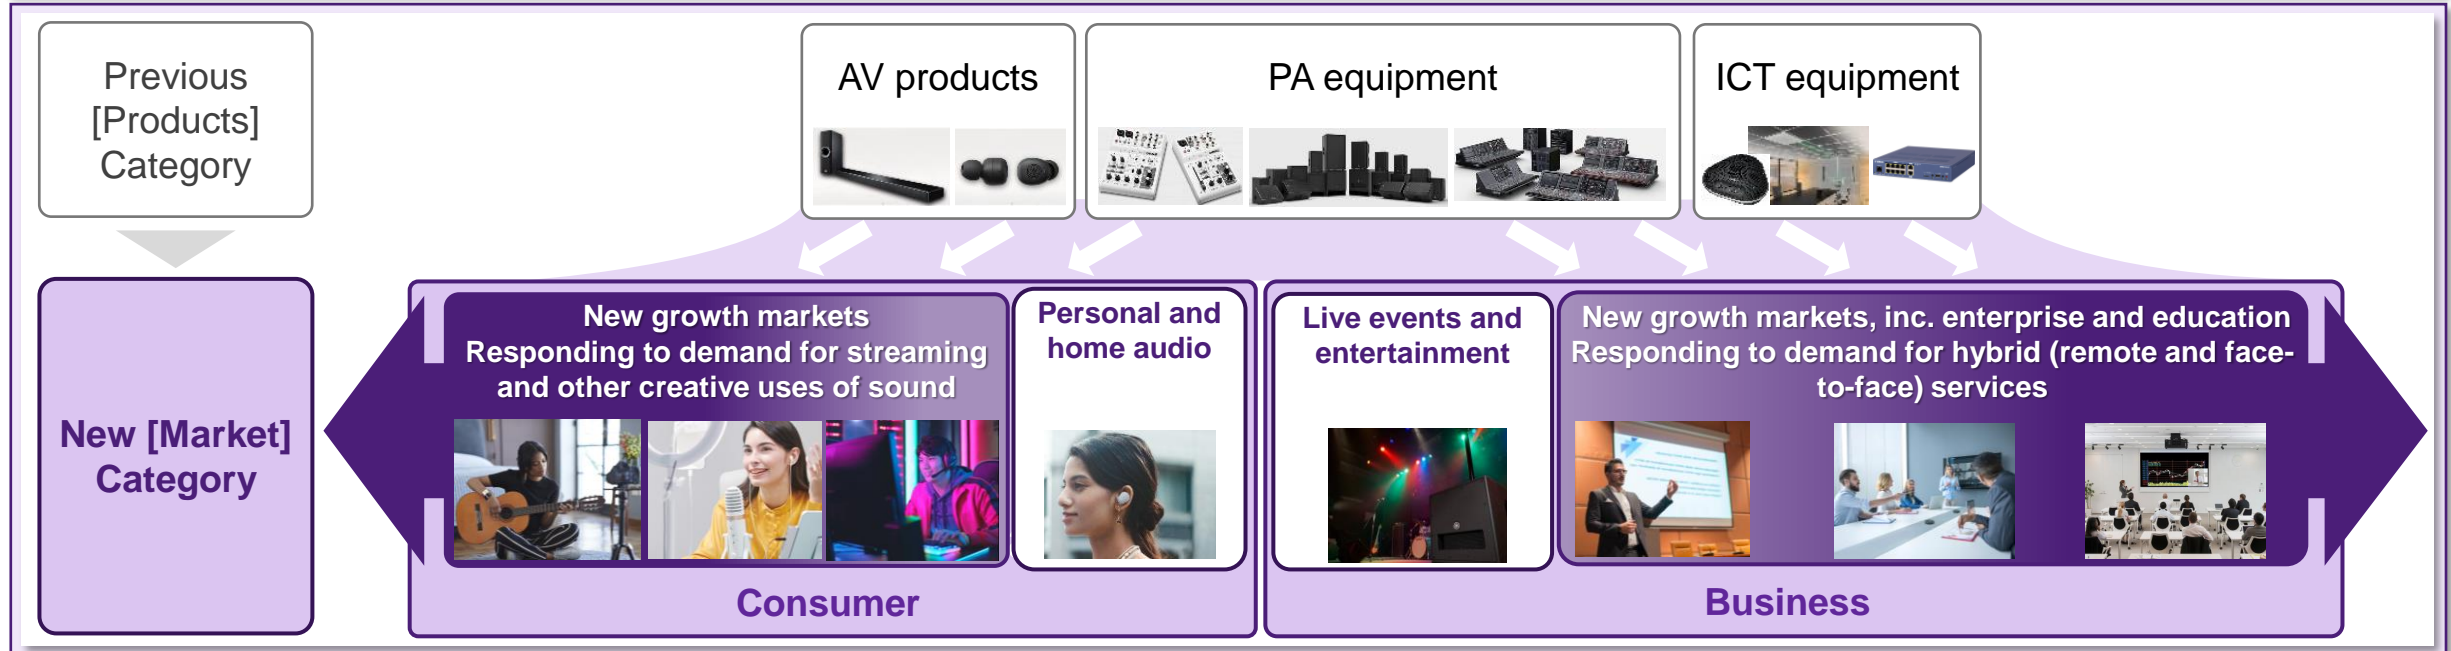 Previous
[Products]
Category
AV products
PA equipment
ICT equipment
New [Market]
Category
New growth markets
Responding to demand for streaming
and other creative uses of sound
Personal and
home audio
Live events and
entertainment
New growth markets, inc. enterprise and education
Responding to demand for hybrid (remote and face-
to-face) services
Consumer
Business